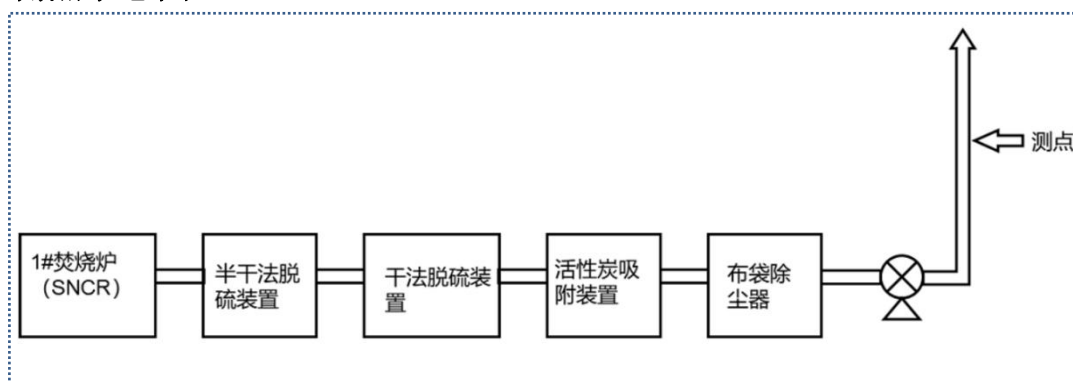 测点
1#焚烧炉
（SNCR）
半干法脱
硫装置
干法脱硫装
置
活性炭吸
附装置
布袋除
尘器